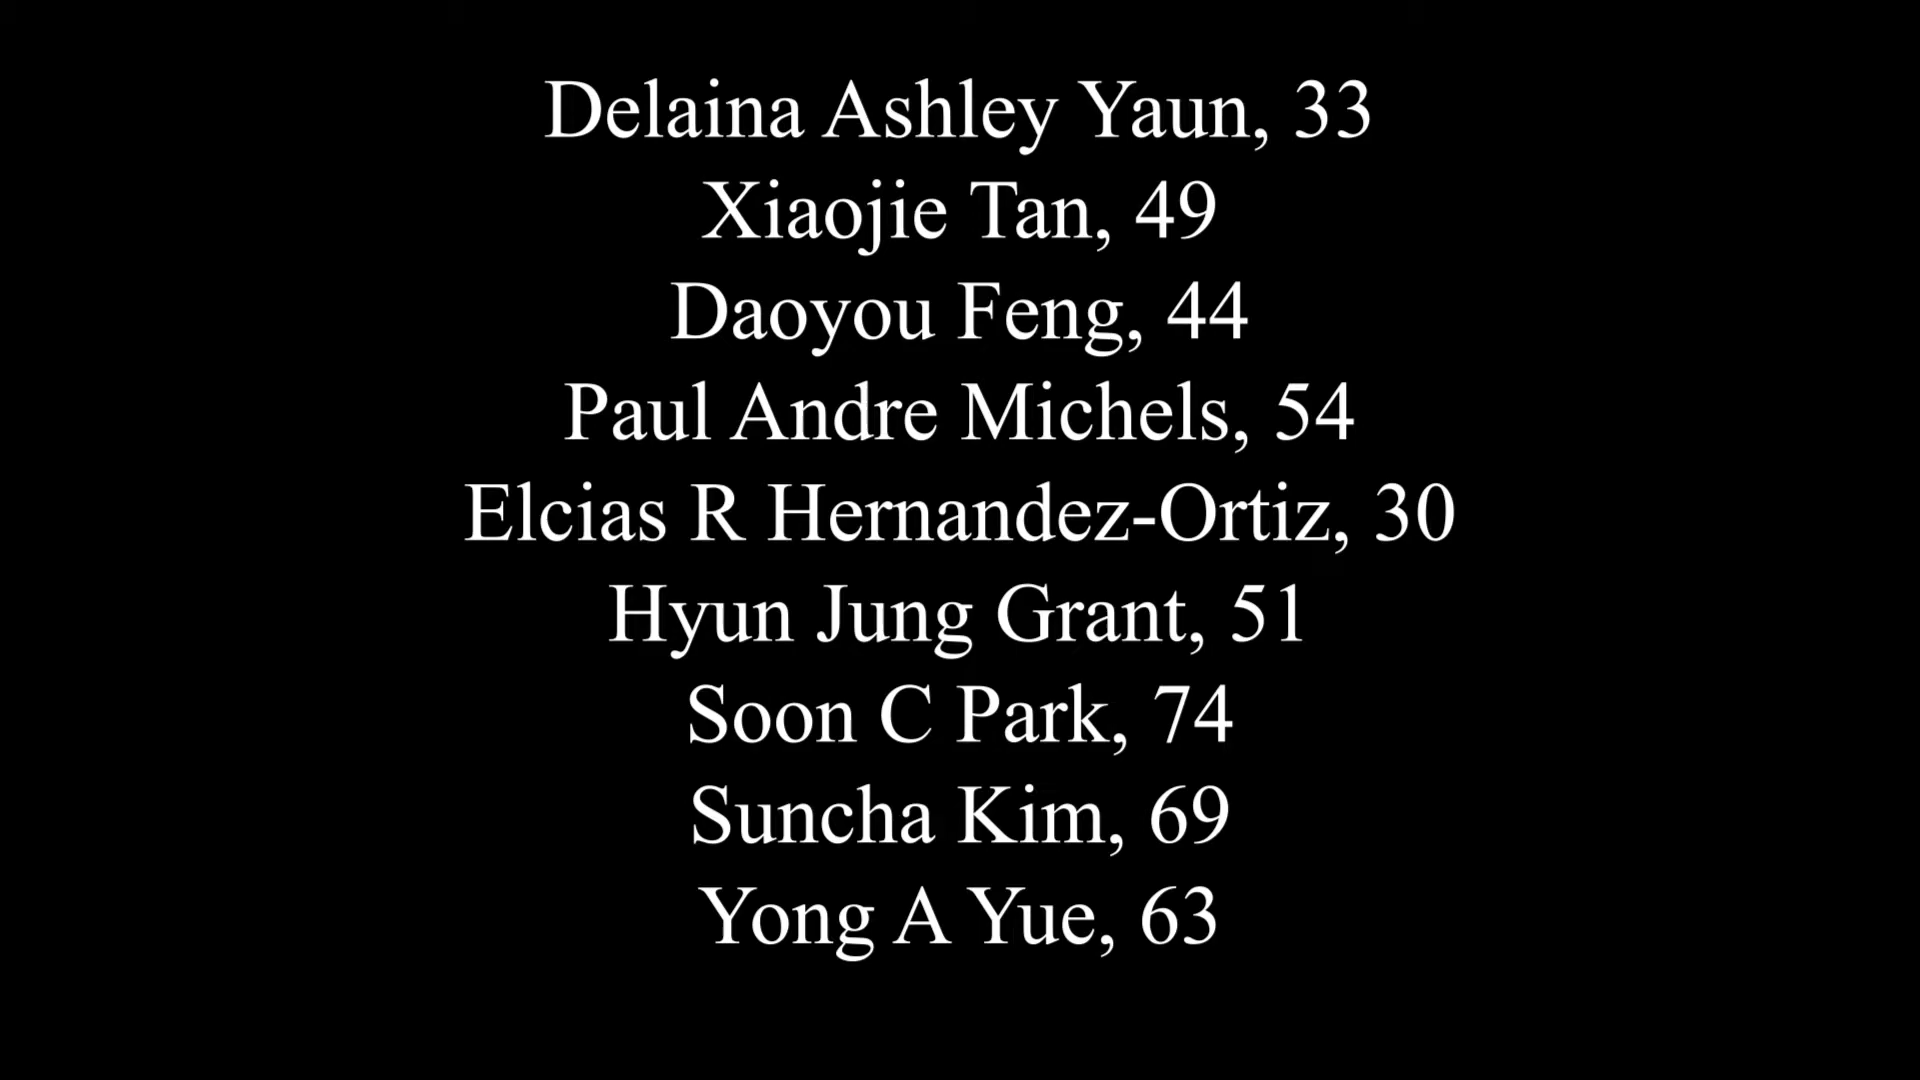 Delaina Ashley Yaun, 33
Xiaojie Tan, 49
Daoyou Feng, 44
Paul Andre Michels, 54
Elcias R Hernandez-Ortiz, 30
Hyun Jung Grant, 51
Soon C Park, 74
Suncha Kim, 69
Yong A Yue, 63